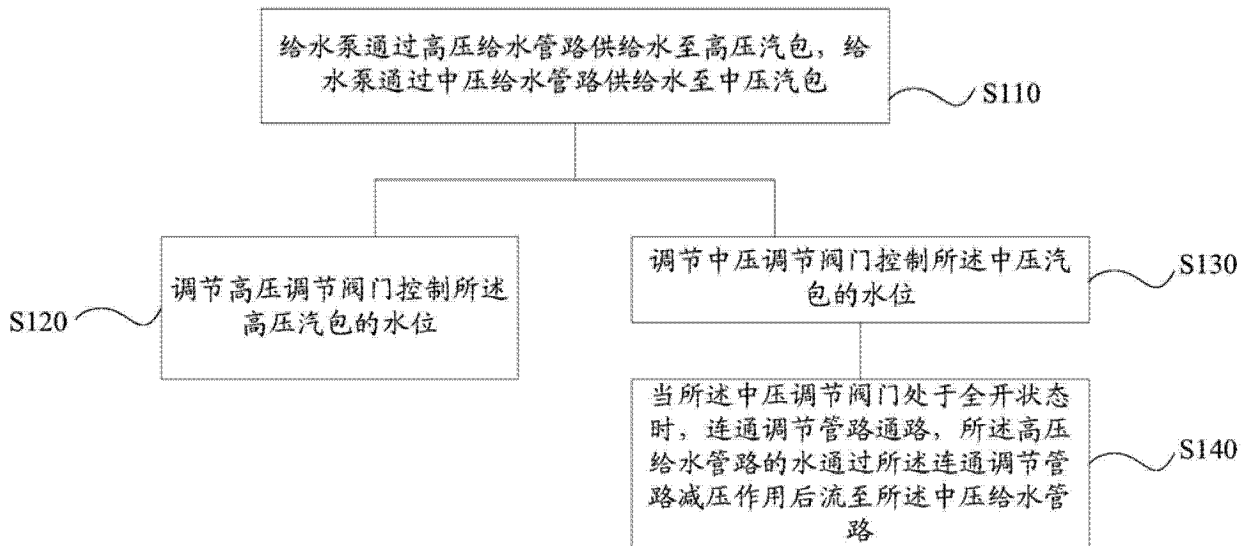 给水泵通过高压给水管路供给水至高压汽包，给
水泵通过中压给水管路供给水至中压汽包
S110
调节高压调节阀门控制所述
高压汽包的水位
S120
调节中压调节阀门控制所述中压汽
包的水位
S130
当所述中压调节阀门处于全开状态
时，连通调节管路通路，所述高压
给水管路的水通过所述连通调节管
路减压作用后流至所述中压给水管
路
S140